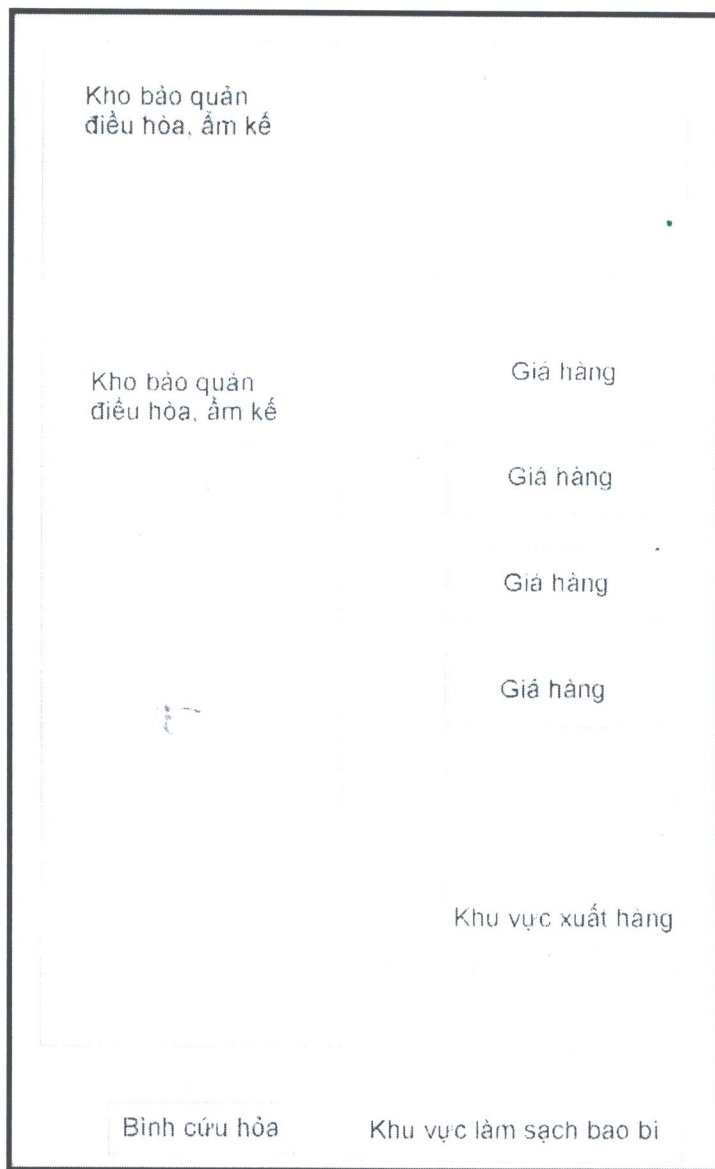 Kho bảo quản
điều hòa, ẩm kế
Kho bảo quản
điều hòa, ẩm kế
Giá hàng
Giá hàng
Giá hàng
Giá hàng
Khu vực xuất hàng
Bình cứu hỏa
Khu vực làm sạch bao bì